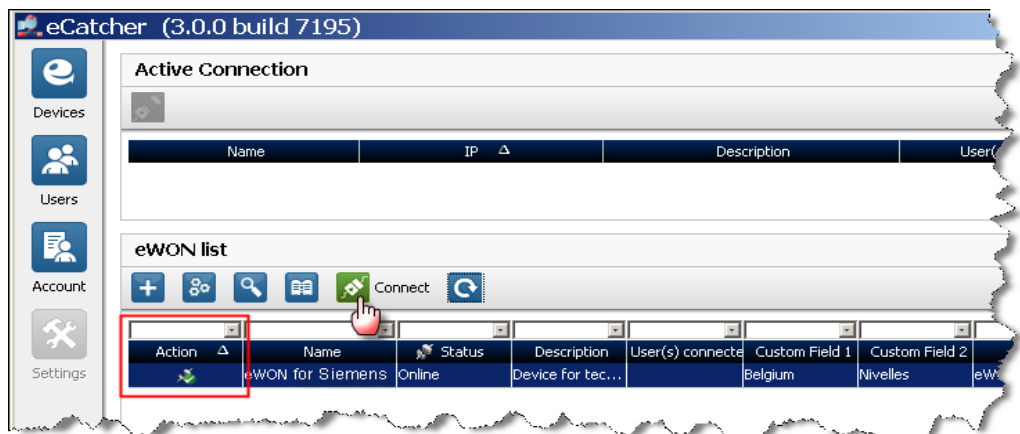 eCatcher (3.0.0 build 7195)
Devices
Users
Account
Settings
Active Connection
Name IP Description User(
eWON list
Connect
Action Name Status Description User(s) connecte Custom Field 1 Custom Field 2
eWON for Siemens Online Device for tec... Belgium Nivelles eW